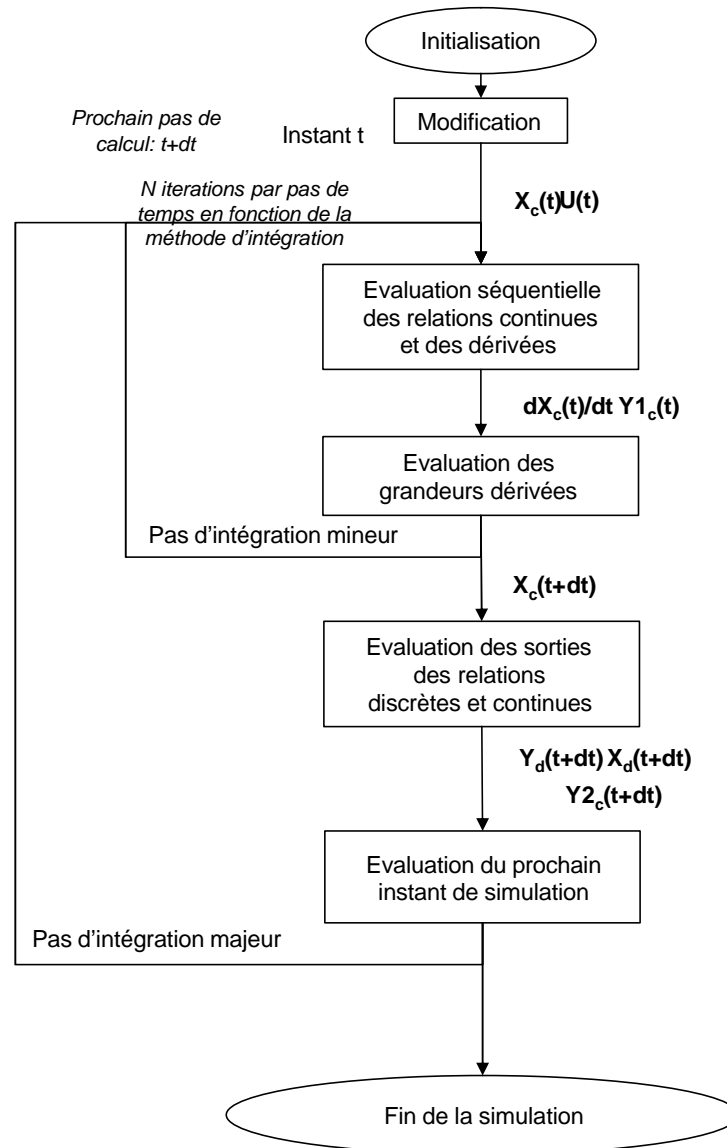 Initialisation
Prochain pas de
calcul: t+dt
Instant t
Modification
N iterations par pas de
temps en fonction de la
méthode d'intégration
Xc(t)U(t)
Evaluation séquentielle
des relations continues
et des dérivées
dXc(t)/dt Y1c(t)
Evaluation des
grandeurs dérivées
Pas d'intégration mineur
Xc(t+dt)
Evaluation des sorties
des relations
discrètes et continues
Yd(t+dt) Xd(t+dt)
Y2c(t+dt)
Evaluation du prochain
instant de simulation
Pas d'intégration majeur
Fin de la simulation